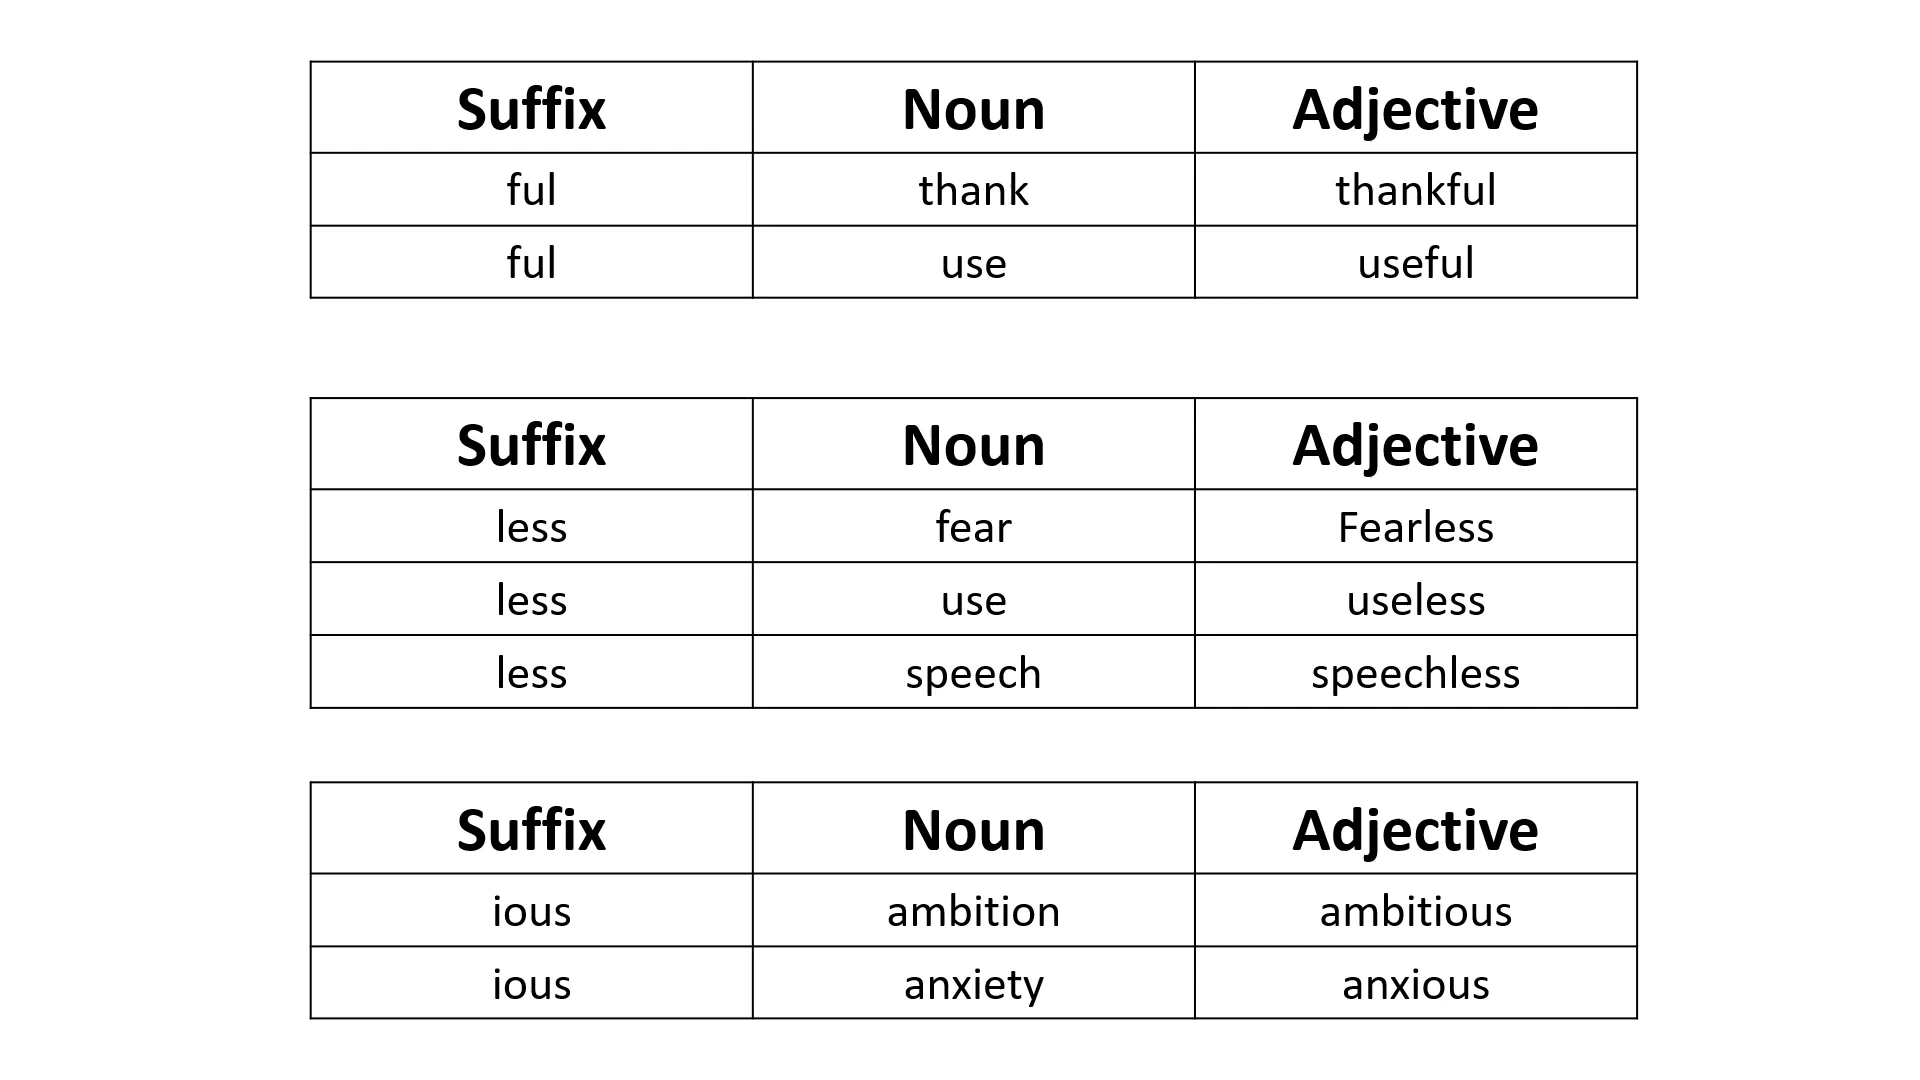 Suffix Noun Adjective
ful thank thankful
ful use useful
Suffix Noun Adjective
less fear Fearless
less use useless
less speech speechless
Suffix Noun Adjective
ious ambition ambitious
ious anxiety anxious